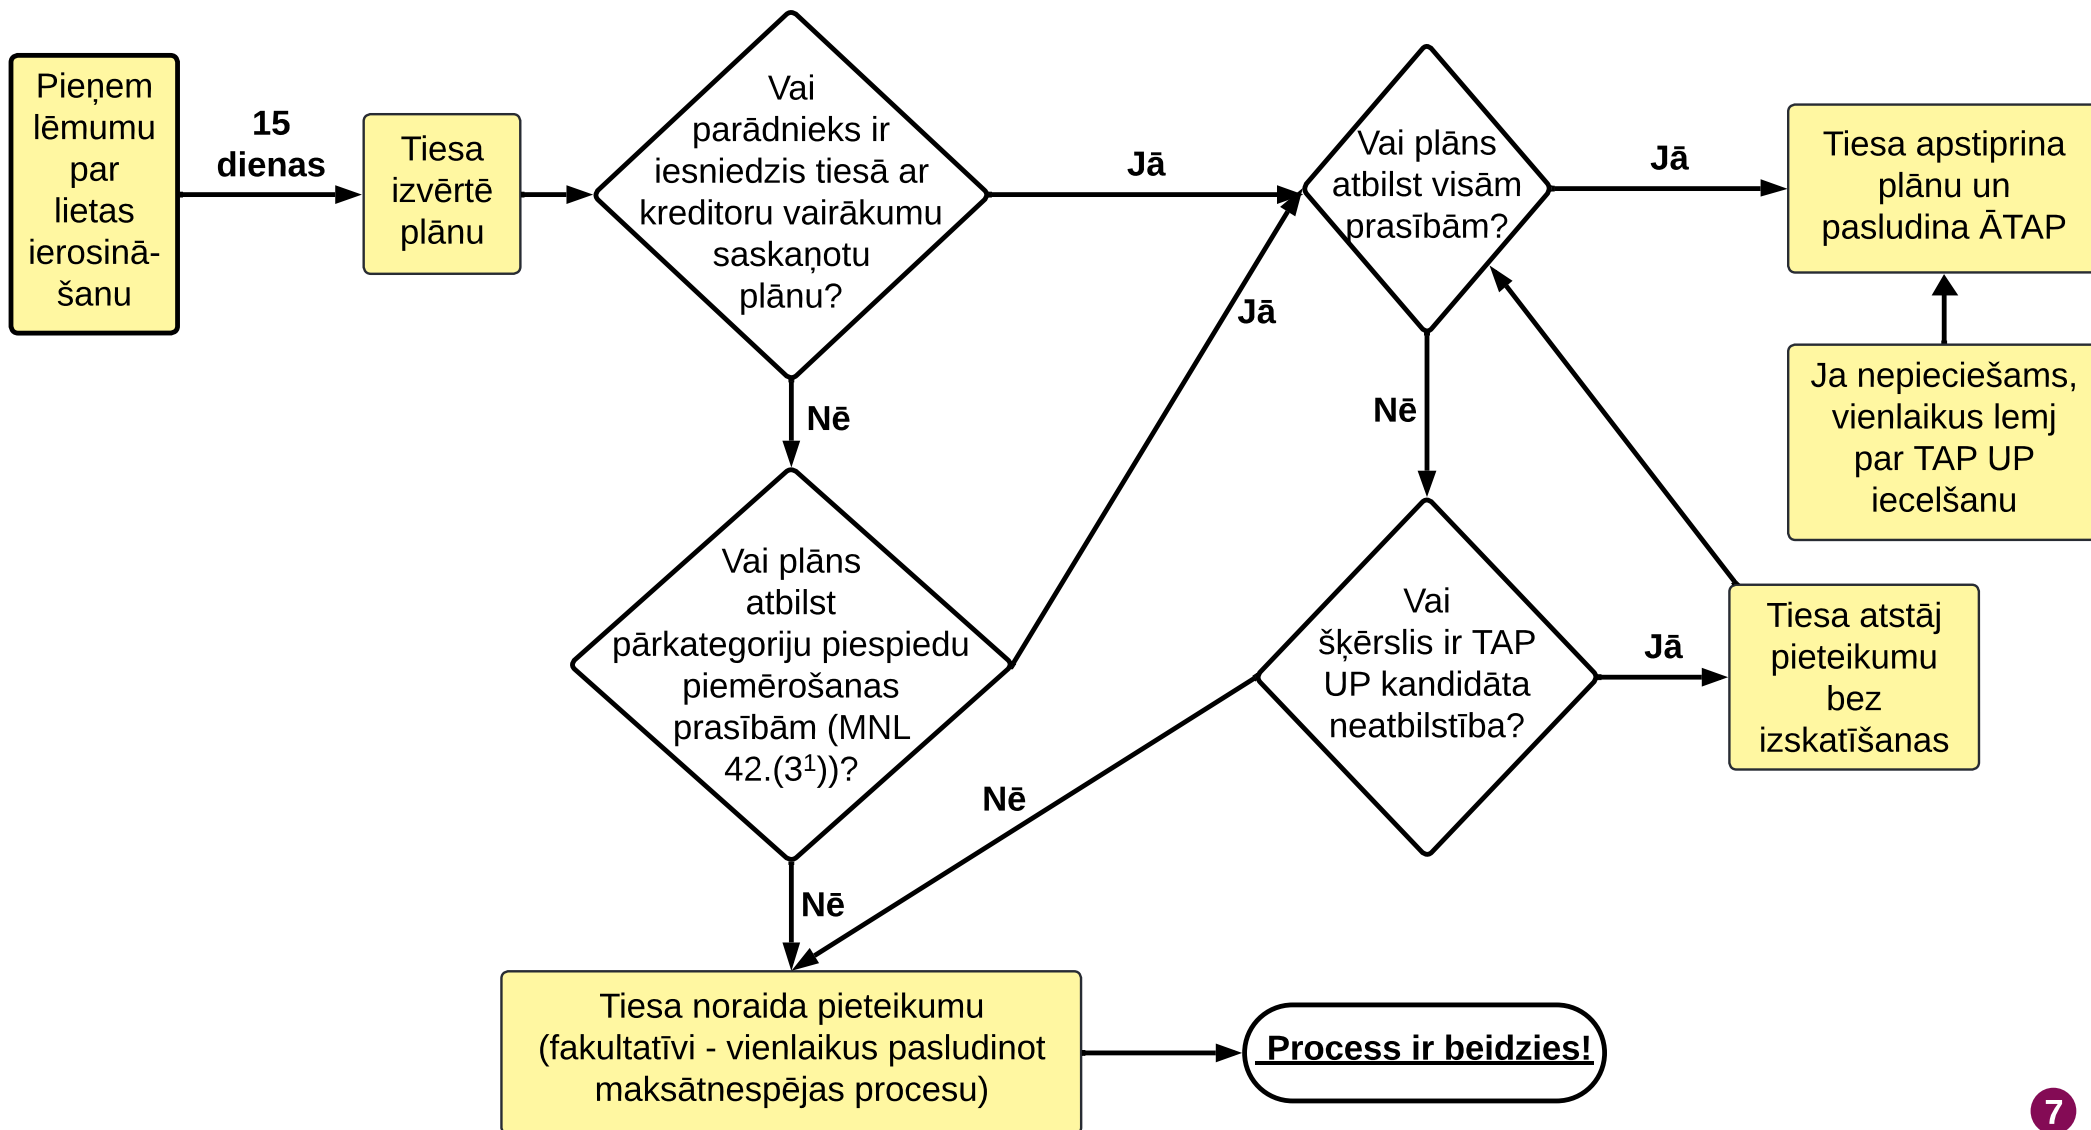 Pieņem
lēmumu
par
lietas
ierosinā-
šanu
15
dienas
Tiesa
izvērtē
plānu
Vai
parādnieks ir
iesniedzis tiesā ar
kreditoru vairākumu
saskaņotu
plānu?
Jā
Vai plāns
atbilst visām
prasībām?
Jā
Tiesa apstiprina
plānu un
pasludina ĀTAP
Jā
Nē
Nē
Ja nepieciešams,
vienlaikus lemj
par TAP UP
iecelšanu
Vai plāns
atbilst
pārkategoriju piespiedu
piemērošanas
prasībām (MNL
42.(3¹))?
Vai
šķērslis ir TAP
UP kandidāta
neatbilstība?
Jā
Tiesa atstāj
pieteikumu
bez
izskatīšanas
Nē
Nē
Tiesa noraida pieteikumu
(fakultatīvi - vienlaikus pasludinot
maksātnespējas procesu)
Process ir beidzies!
7